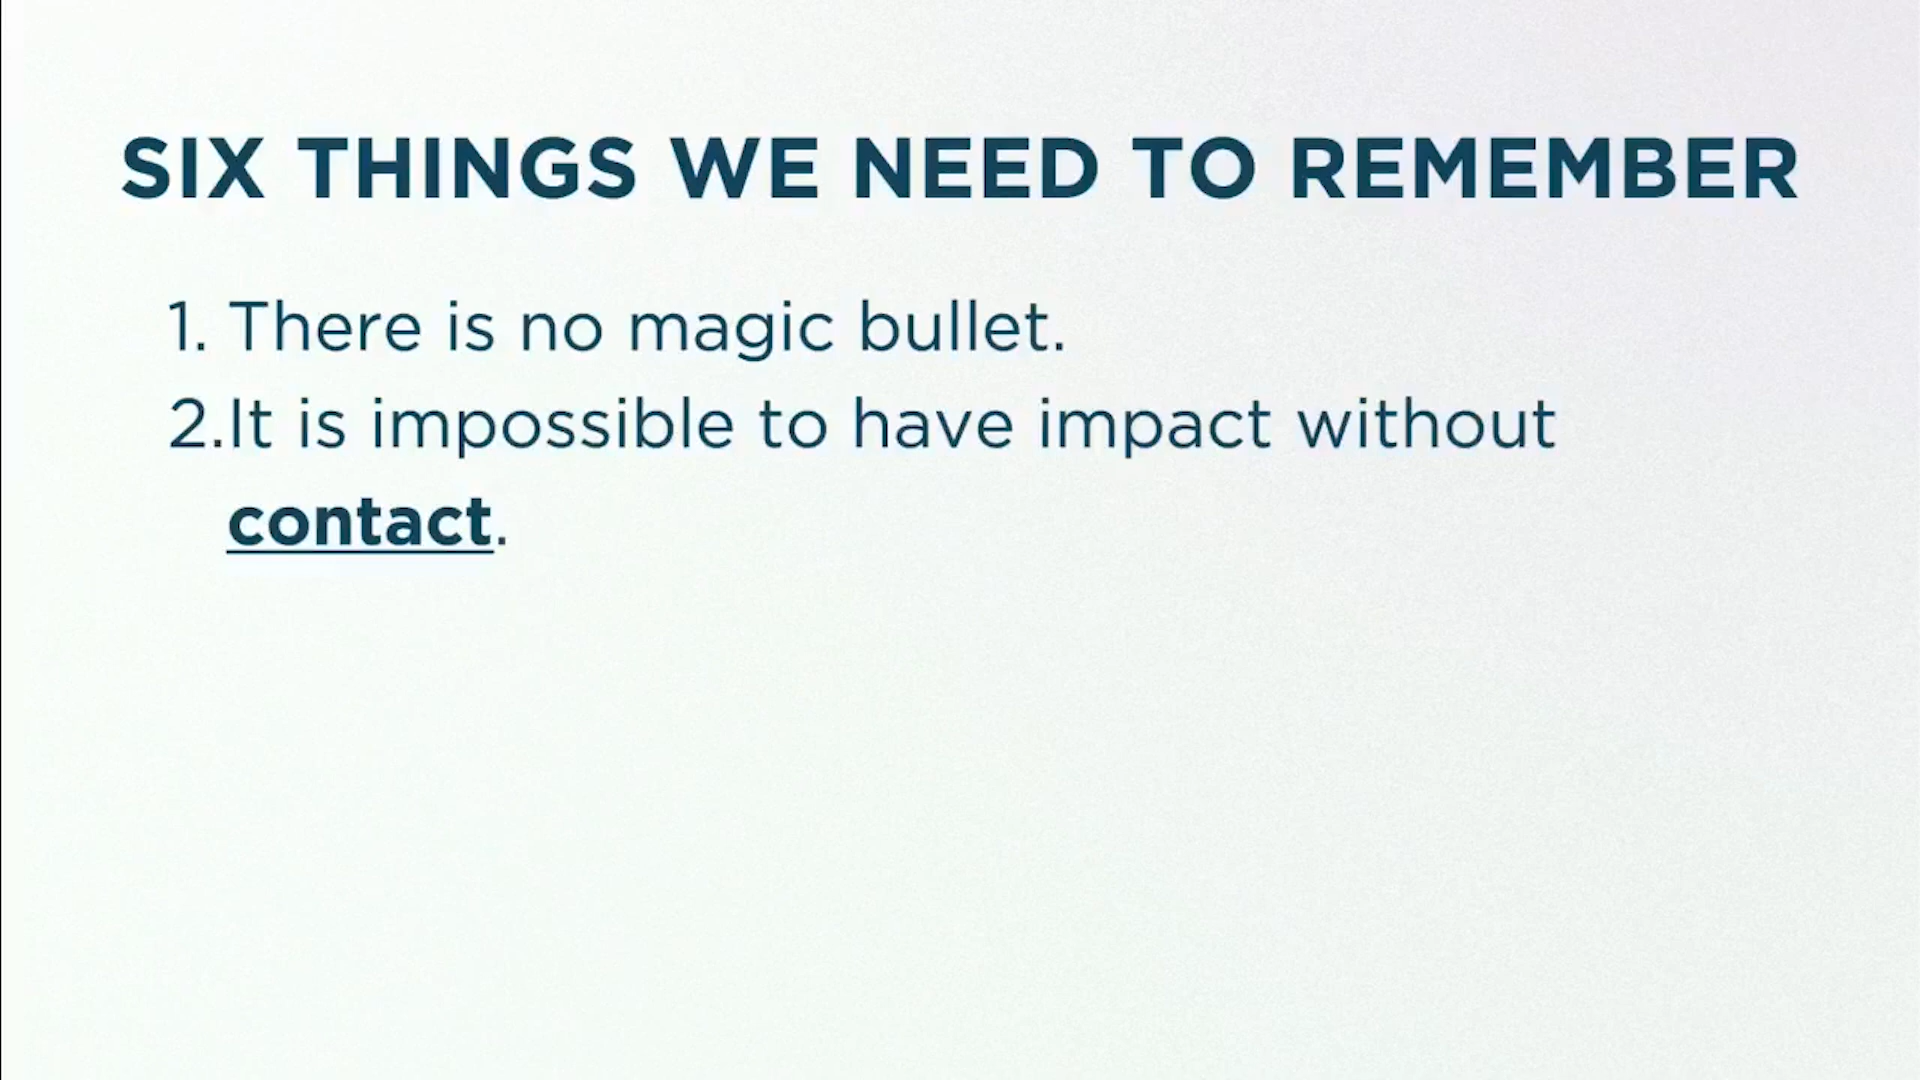 SIX THINGS WE NEED TO REMEMBER
1. There is no magic bullet.
2.It is impossible to have impact without
contact.